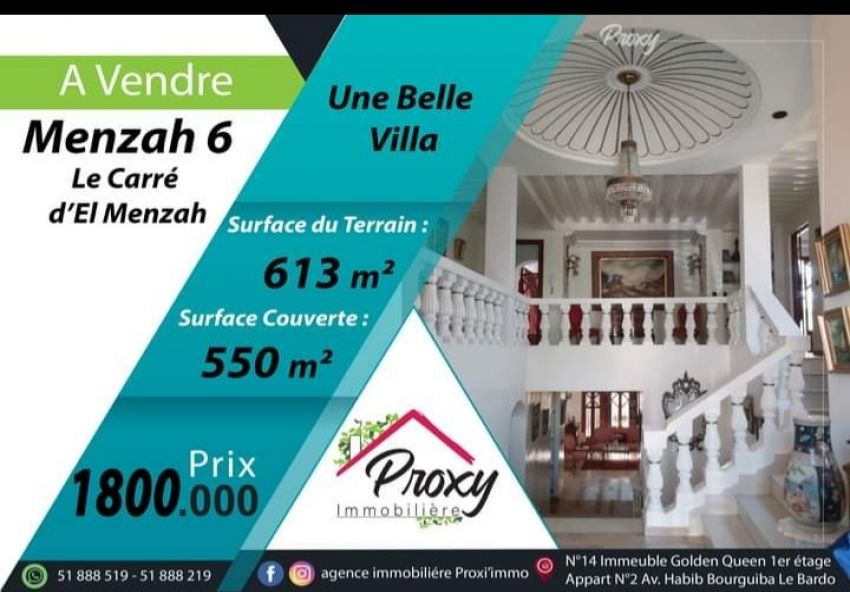 A Vendre
Menzah 6
Le Carré
d'El Menzah
Une Belle
Villa
Surface du Terrain :
613 m²
Surface Couverte :
550 m²
Prix
1800.000
Proxy
Immobilière
Proxy
51 888 519 - 51 888 219
agence immobiliére Proxi'immo
N°14 Immeuble Golden Queen 1er étage
Appart N°2 Av. Habib Bourguiba Le Bardo